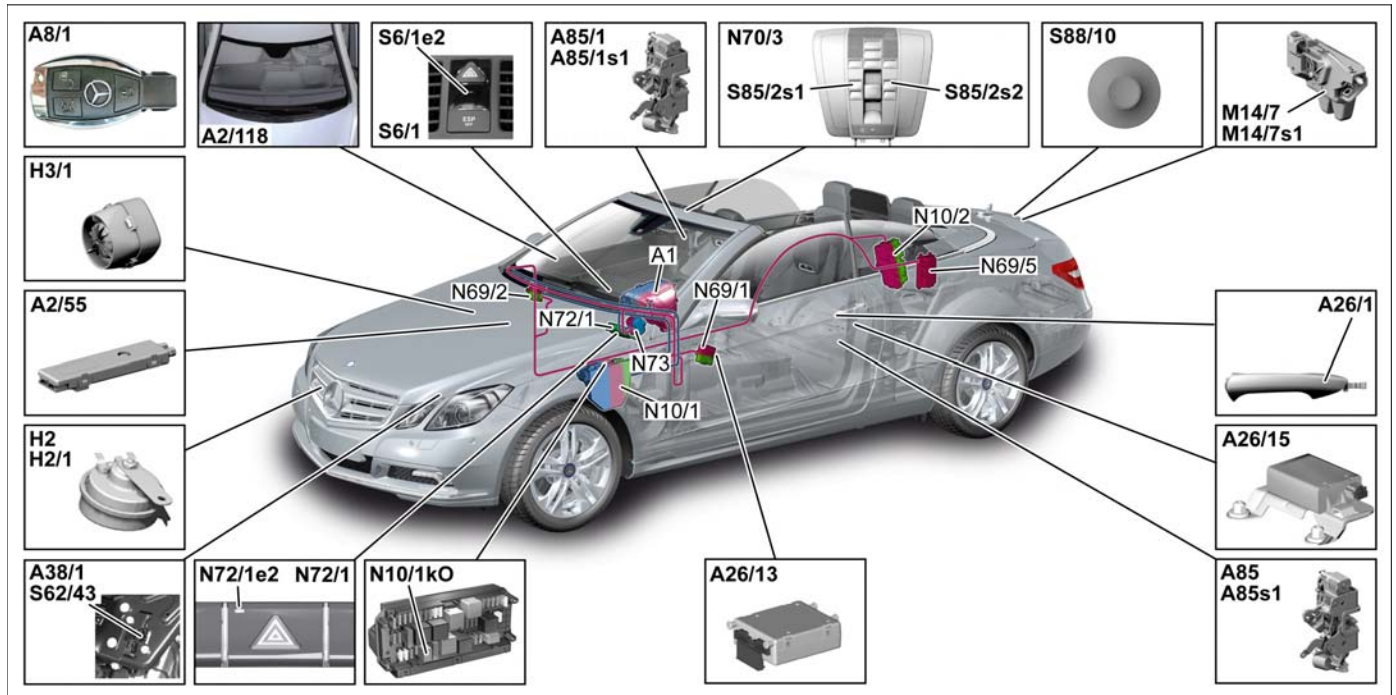 A8/1
A2/118
S6/1e2
S6/1
A85/1
A85/1s1
N70/3
S85/2s1
S85/2s2
S88/10
M14/7
M14/7s1
H3/1
A2/55
H2
H2/1
N10/2
A1
N69/5
N69/2
N69/1
N72/1
N73
N10/1
A26/1
A26/15
A38/1
S62/43
N72/1e2 N72/1
N10/1kO
A26/13
A85
A85s1
ESP
OFF